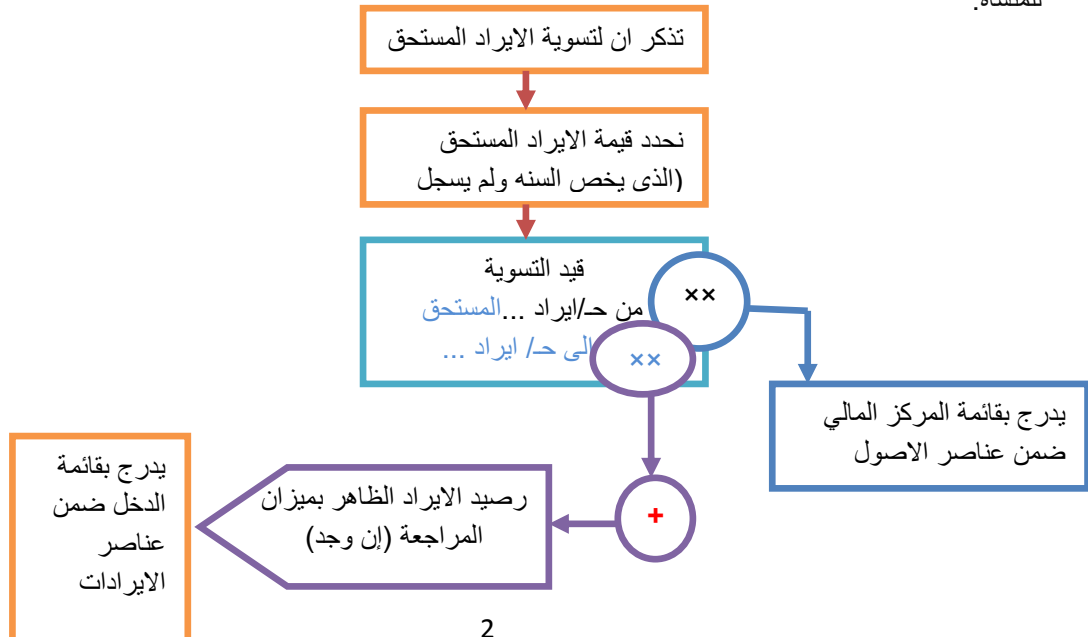 تذكر ان لتسوية الايراد المستحق
نحدد قيمة الايراد المستحق
(الذى يخص السنه ولم يسجل
قيد التسوية
×× من حـ/ايراد ...المستحق
×× الى حـ/ ايراد ...
يدرج بقائمة المركز المالي
ضمن عناصر الاصول
+
رصيد الايراد الظاهر بميزان
المراجعة (إن وجد)
يدرج بقائمة
الدخل ضمن
عناصر
الايرادات
2